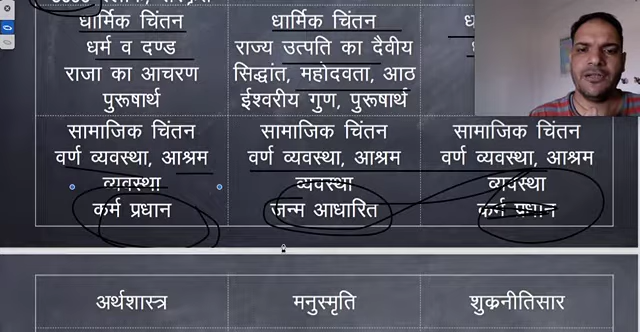 धार्मिक चिंतन
धर्म व दण्ड
राजा का आचरण
पुरूषार्थ
धार्मिक चिंतन
राज्य उत्पति का दैवीय
सिद्धांत, महोदवता, आठ
ईश्वरीय गुण, पुरूषार्थ
सामाजिक चिंतन
वर्ण व्यवस्था, आश्रम
व्यवस्था
कर्म प्रधान
सामाजिक चिंतन
वर्ण व्यवस्था, आश्रम
व्यवस्था
जन्म आधारित
सामाजिक चिंतन
वर्ण व्यवस्था, आश्रम
व्यवस्था
कर्म प्रधान
अर्थशास्त्र
मनुस्मृति
शुक्रनीतिसार